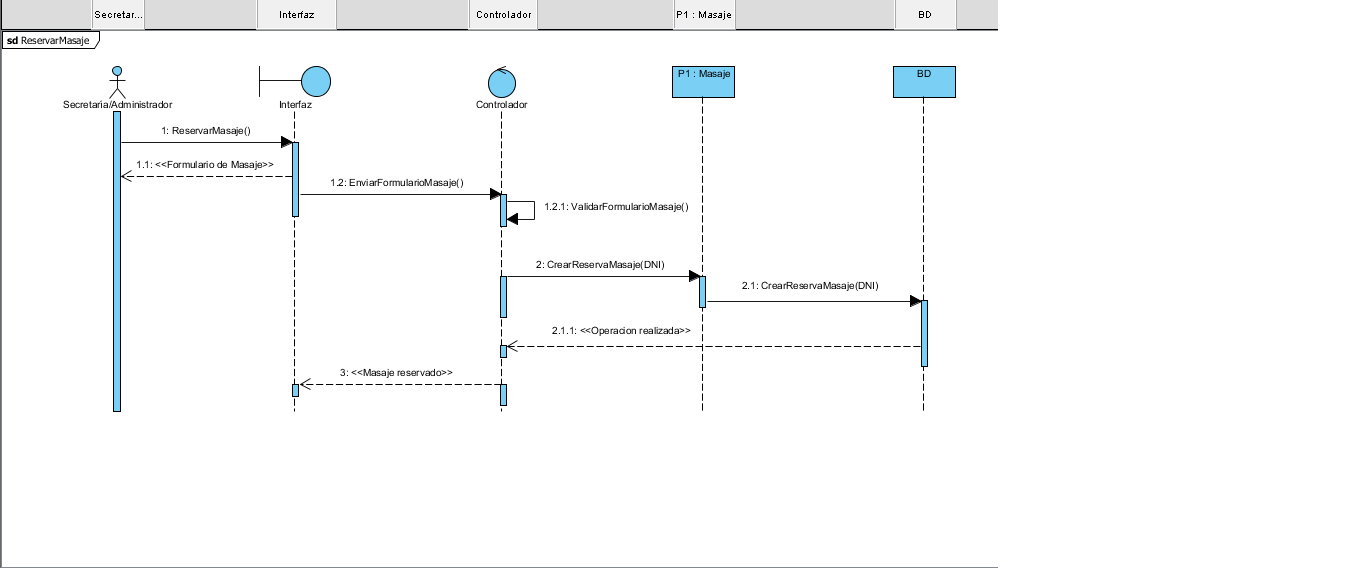 Secretar... Interfaz Controlador P1 : Masaje BD
sd ReservarMasaje
P1 : Masaje BD
Secretaria/Administrador Interfaz Controlador
1: ReservarMasaje()
1.1: <<Formulario de Masaje>>
1.2: EnviarFormularioMasaje()
1.2.1: ValidarFormularioMasaje()
2: CrearReservaMasaje(DNI)
2.1: CrearReservaMasaje(DNI)
2.1.1: <<Operacion realizada>>
3: <<Masaje reservado>>